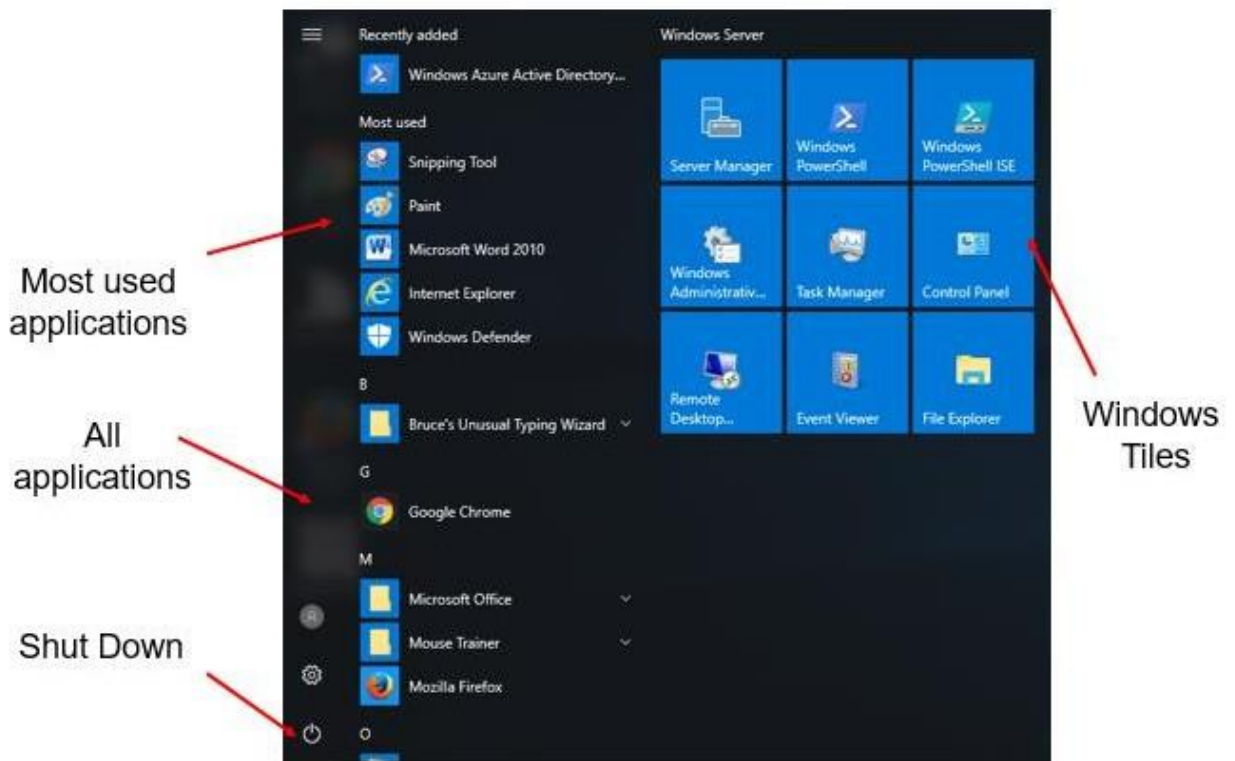 Recently added
Windows Azure Active Directory...
Most used
Snipping Tool
Paint
Microsoft Word 2010
Internet Explorer
Windows Defender
B
Bruce's Unusual Typing Wizard
G
Google Chrome
M
Microsoft Office
Mouse Trainer
Mozilla Firefox
O
Windows Server
Server Manager
Windows
PowerShell
Windows
PowerShell ISE
Windows
Administrativ...
Task Manager
Control Panel
Remote
Desktop...
Event Viewer
File Explorer
Most used
applications
All
applications
Shut Down
Windows
Tiles
R